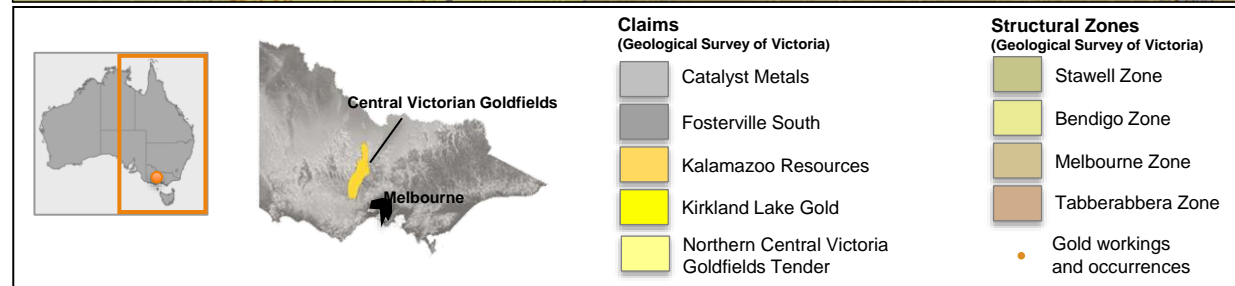 Central Victorian Goldfields
Melbourne
Claims
(Geological Survey of Victoria)
Catalyst Metals
Fosterville South
Kalamazoo Resources
Kirkland Lake Gold
Northern Central Victoria
Goldfields Tender
Structural Zones
(Geological Survey of Victoria)
Stawell Zone
Bendigo Zone
Melbourne Zone
Tabberabbera Zone
Gold workings
and occurrences